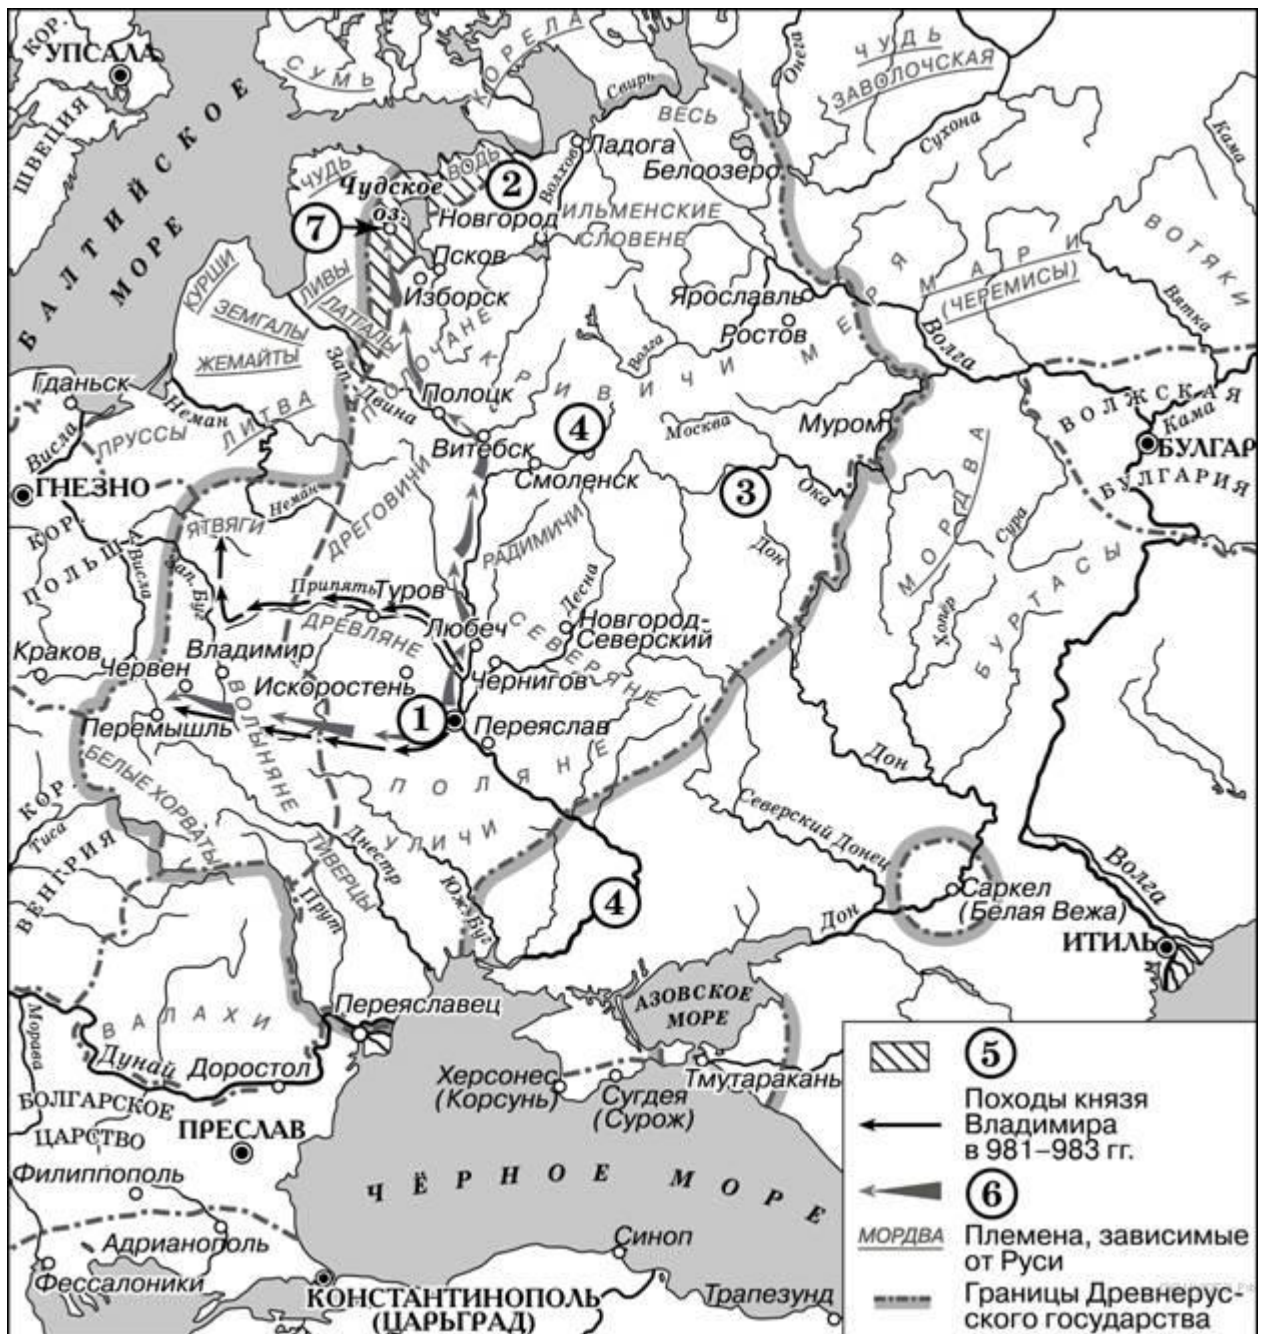 КОР.
УПСАЛА
ШВЕЦИЯ
БАЛТИЙСКОЕ
МОРЕ
СУМЬ
КОРЕЛА
Свирь
Онега
ЧУДЬ
ЗАВОЛОЧСКАЯ
Сухона
Кама
ВЕСЬ
Ладога
Белоозеро
Волхов
ЧУДЬ
ВОДЬ
2
Чудское
оз.
7
Новгород
ИЛЬМЕНСКИЕ
СЛОВЕНЕ
Псков
Изборск
ЛИВЫ
ЛАТГАЛЫ
КУРШИ
ЗЕМГАЛЫ
ЖЕМАЙТЫ
ЛИТВА
Ярославль
Ростов
МЕРЯ
МАРИ
(ЧЕРЕМИСЫ)
ВОТЯКИ
Вятка
Волга
Волга
КРИВИЧИ
ПОЛОЧАНЕ
Зап. Двина
Полоцк
Витебск
4
Смоленск
Москва
Муром
3
Ока
Гданьск
Висла
ПРУССЫ
Неман
Неман
ГНЕЗНО
КОР.
ПОЛЬША
Висла
Зап. Буг
ЯТВЯГИ
ДРЕГОВИЧИ
РАДИМИЧИ
Десна
Дон
МОРДВА
Сура
Хопёр
БУРТАСЫ
ВОЛЖСКАЯ
Кама
БУЛГАР
БУЛГАРИЯ
Припять
Туров
ДРЕВЛЯНЕ
Любеч
Новгород-
Северский
СЕВЕРЯНЕ
Краков
Червен
Владимир
Искоростень
Чернигов
1
Переяслав
Перемышль
ВОЛЫНЯНЕ
БЕЛЫЕ ХОРВАТЫ
ПОЛЯНЕ
УЛИЧИ
ТИВЕРЦЫ
Днестр
Юж. Буг
Прут
КОР.
Тиса
ВЕНГРИЯ
Дон
Северский Донец
4
Саркел
(Белая Вежа)
Дон
Волга
ИТИЛЬ
АЗОВСКОЕ
МОРЕ
Переяславец
ВАЛАХИ
Морава
Дунай
Доростол
БОЛГАРСКОЕ
ЦАРСТВО
ПРЕСЛАВ
Филиппополь
Адрианополь
Фессалоники
КОНСТАНТИНОПОЛЬ
(ЦАРЬГРАД)
Херсонес
(Корсунь)
Сугдея
(Сурож)
Тмутаракань
ЧЁРНОЕ МОРЕ
Синоп
Трапезунд
5
Походы князя
Владимира
в 981–983 гг.
6
МОРДВА
Племена, зависимые
от Руси
Границы Древнерус-
ского государства